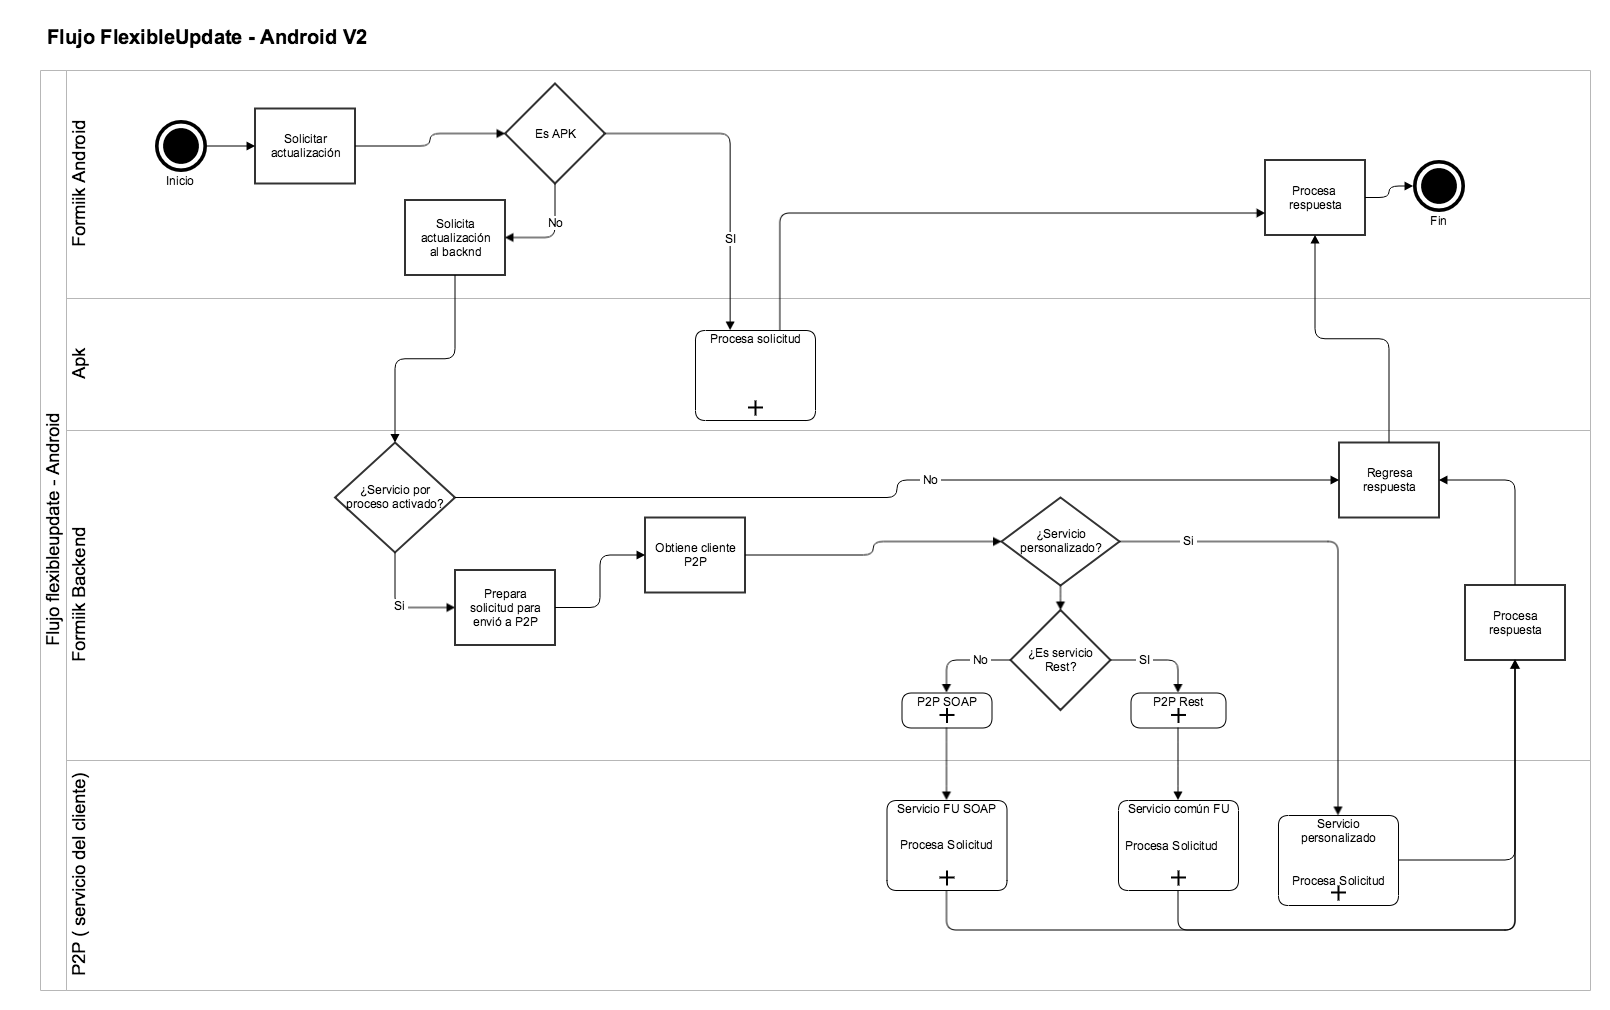 Flujo FlexibleUpdate - Android V2
Flujo flexibleupdate - Android
Formiik Android
Inicio
Solicitar
actualización
Es APK
No
SI
Solicita
actualización
al backnd
Procesa
respuesta
Fin
Apk
Procesa solicitud
Formiik Backend
¿Servicio por
proceso activado?
No
Si
Prepara
solicitud para
envió a P2P
Obtiene cliente
P2P
¿Servicio
personalizado?
Si
¿Es servicio
Rest?
No
SI
P2P SOAP
P2P Rest
Regresa
respuesta
Procesa
respuesta
P2P ( servicio del cliente)
Servicio FU SOAP
Procesa Solicitud
Servicio común FU
Procesa Solicitud
Servicio
personalizado
Procesa Solicitud